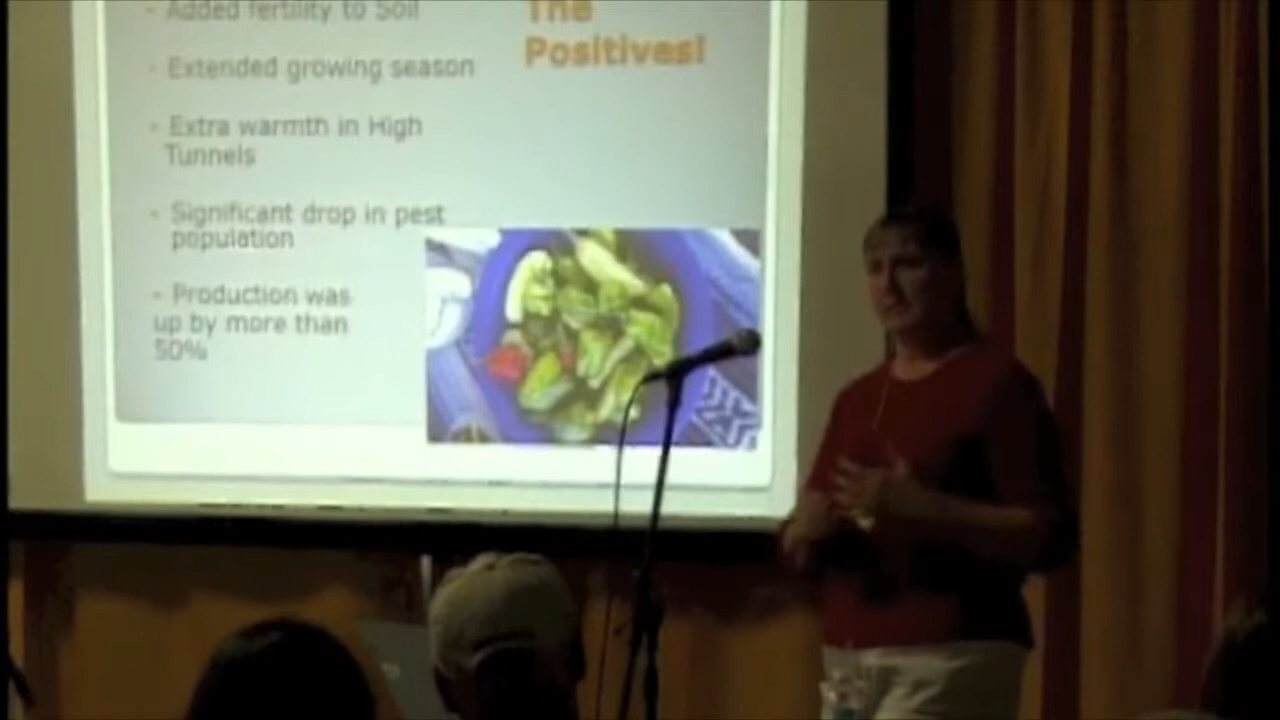 - Added fertility to Soil
The
Positives!
- Extended growing season
- Extra warmth in High
Tunnels
- Significant drop in pest
population
- Production was
up by more than
50%